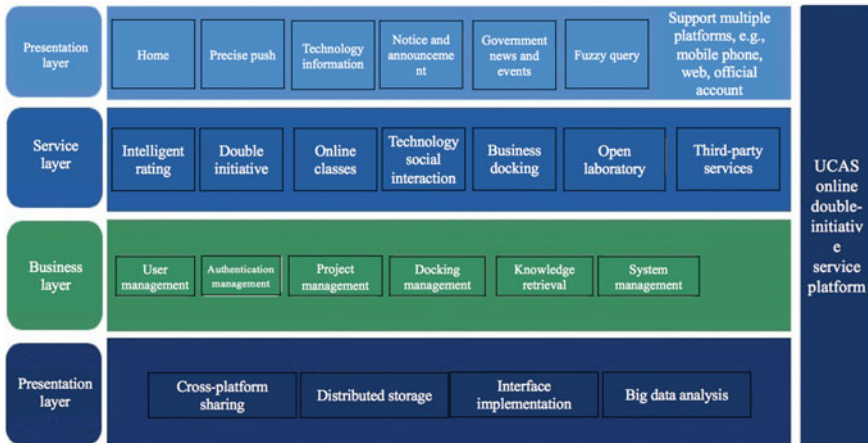 Presentation
layer
Home
Precise push
Technology
information
Notice and
announceme
nt
Government
news and
events
Fuzzy query
Support multiple
platforms, e.g.,
mobile phone,
web, official
account
Service
layer
Intelligent
rating
Double
initiative
Online
classes
Technology
social
interaction
Business
docking
Open
laboratory
Third-party
services
Business
layer
User
management
Authentication
management
Project
management
Docking
management
Knowledge
retrieval
System
management
Presentation
layer
Cross-platform
sharing
Distributed storage
Interface
implementation
Big data analysis
UCAS
online
double-
initiativ
e
service
platform